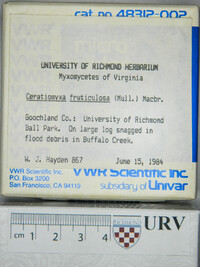 cat no 48312-002
UNIVERSITY OF RICHMOND HERBARIUM
Myxomycetes of Virginia
Ceratiomyxa fruticulosa (Mull.) Macbr.
Goochland Co.: University of Richmond
Ball Park. On large log snagged in
flood debris in Buffalo Creek.
W. J. Hayden 867 June 15, 1984
VWR Scientific Inc.
P.O. Box 3200
San Francisco, CA 94119
VWR Scientific Inc
subsidiary of Univar
cm 1 2 3 4
URV